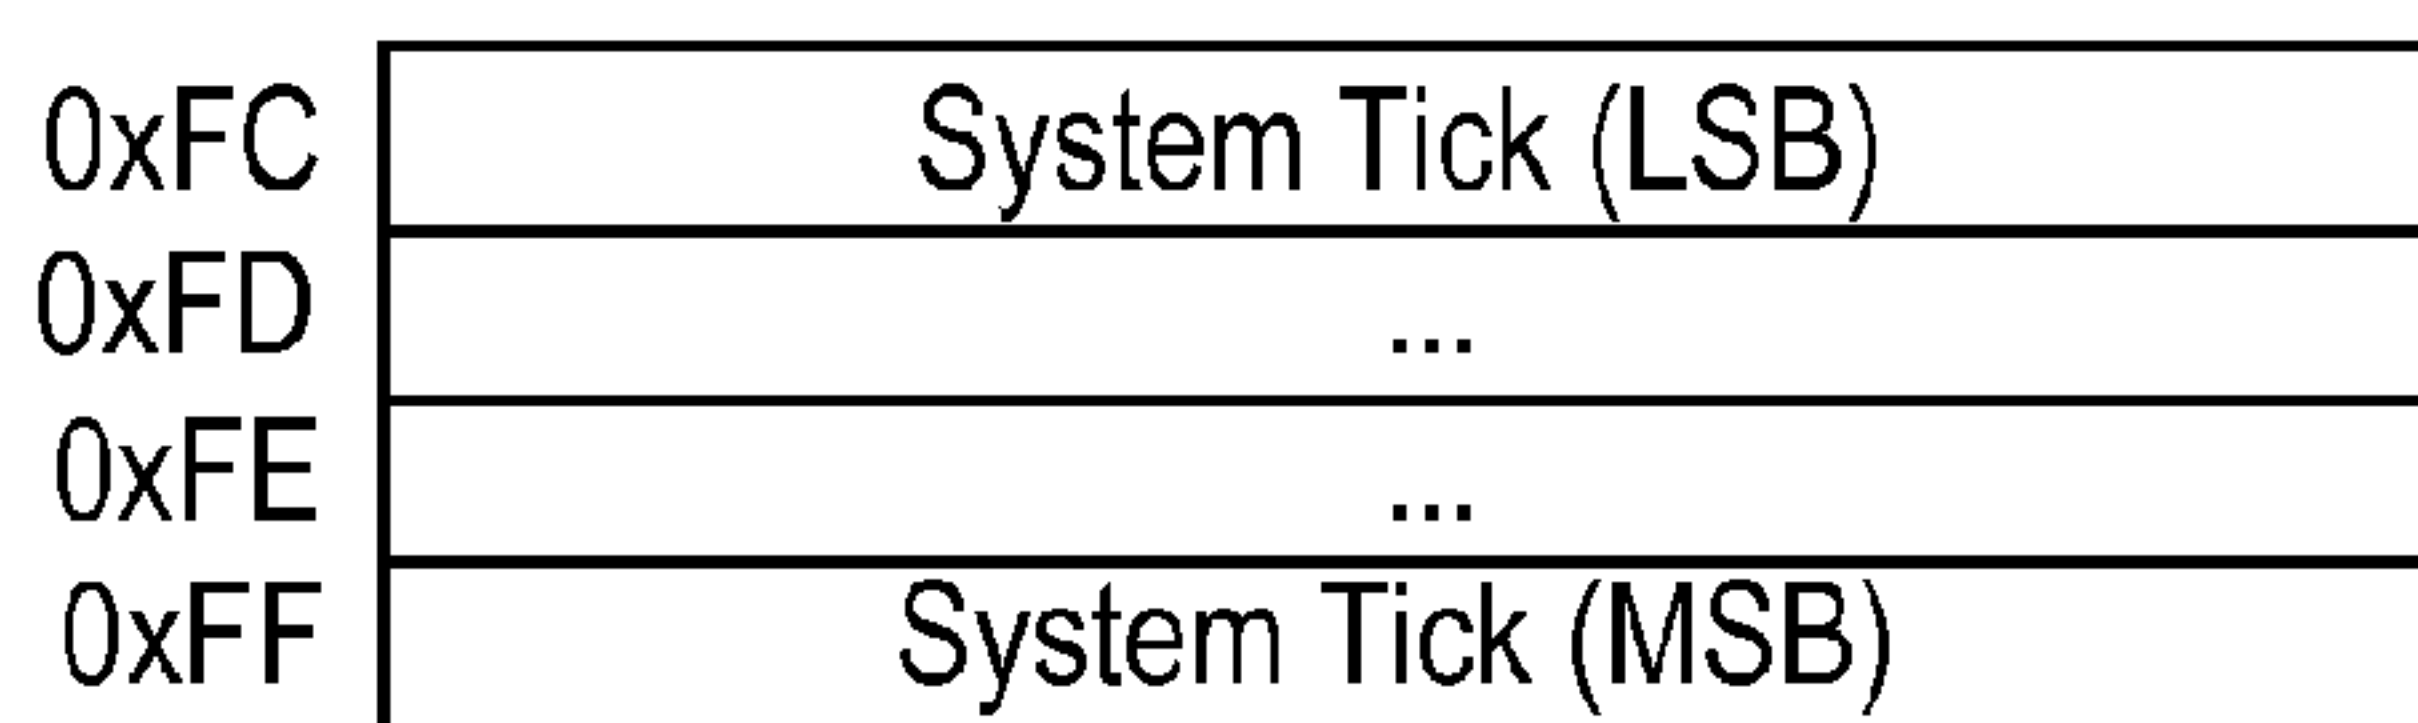 0xFC System Tick (LSB)
0xFD ...
0xFE ...
0xFF System Tick (MSB)